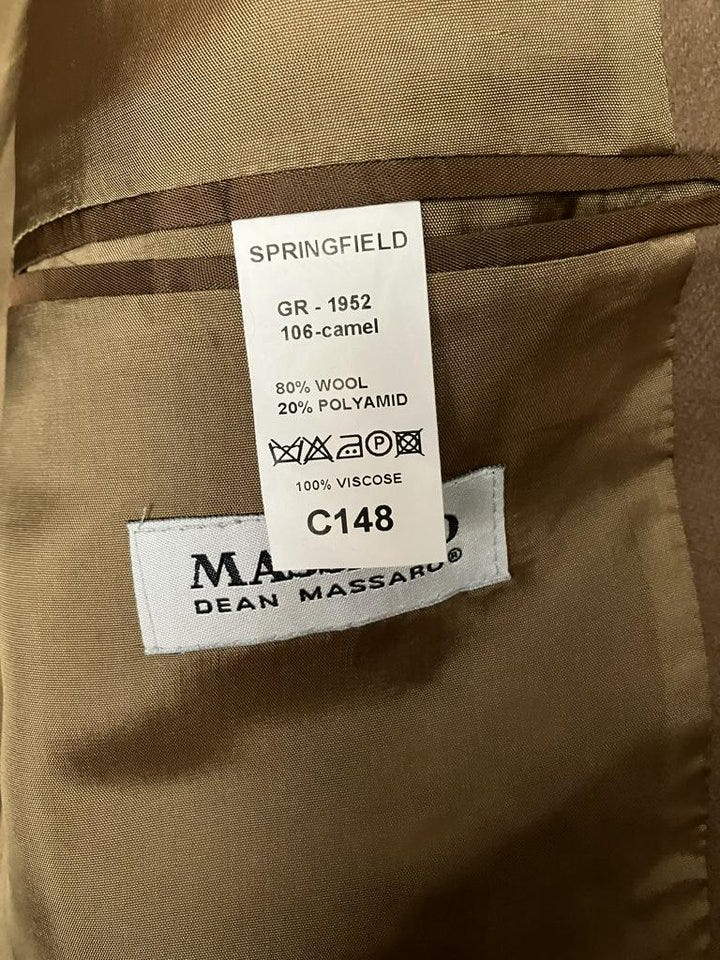 SPRINGFIELD
GR - 1952
106-camel
80% WOOL
20% POLYAMID
P
100% VISCOSE
C148
DEAN MASSARO®